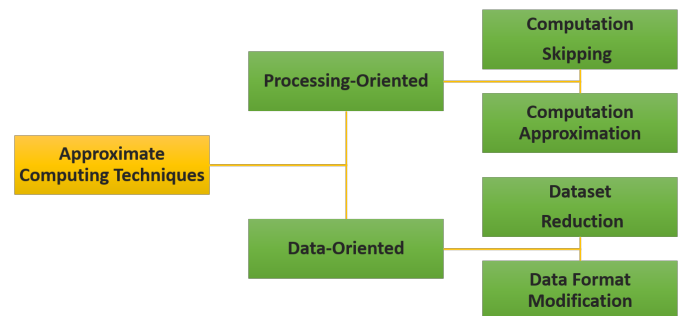 Computation
Skipping
Processing-Oriented
Computation
Approximation
Approximate
Computing Techniques
Dataset
Reduction
Data-Oriented
Data Format
Modification